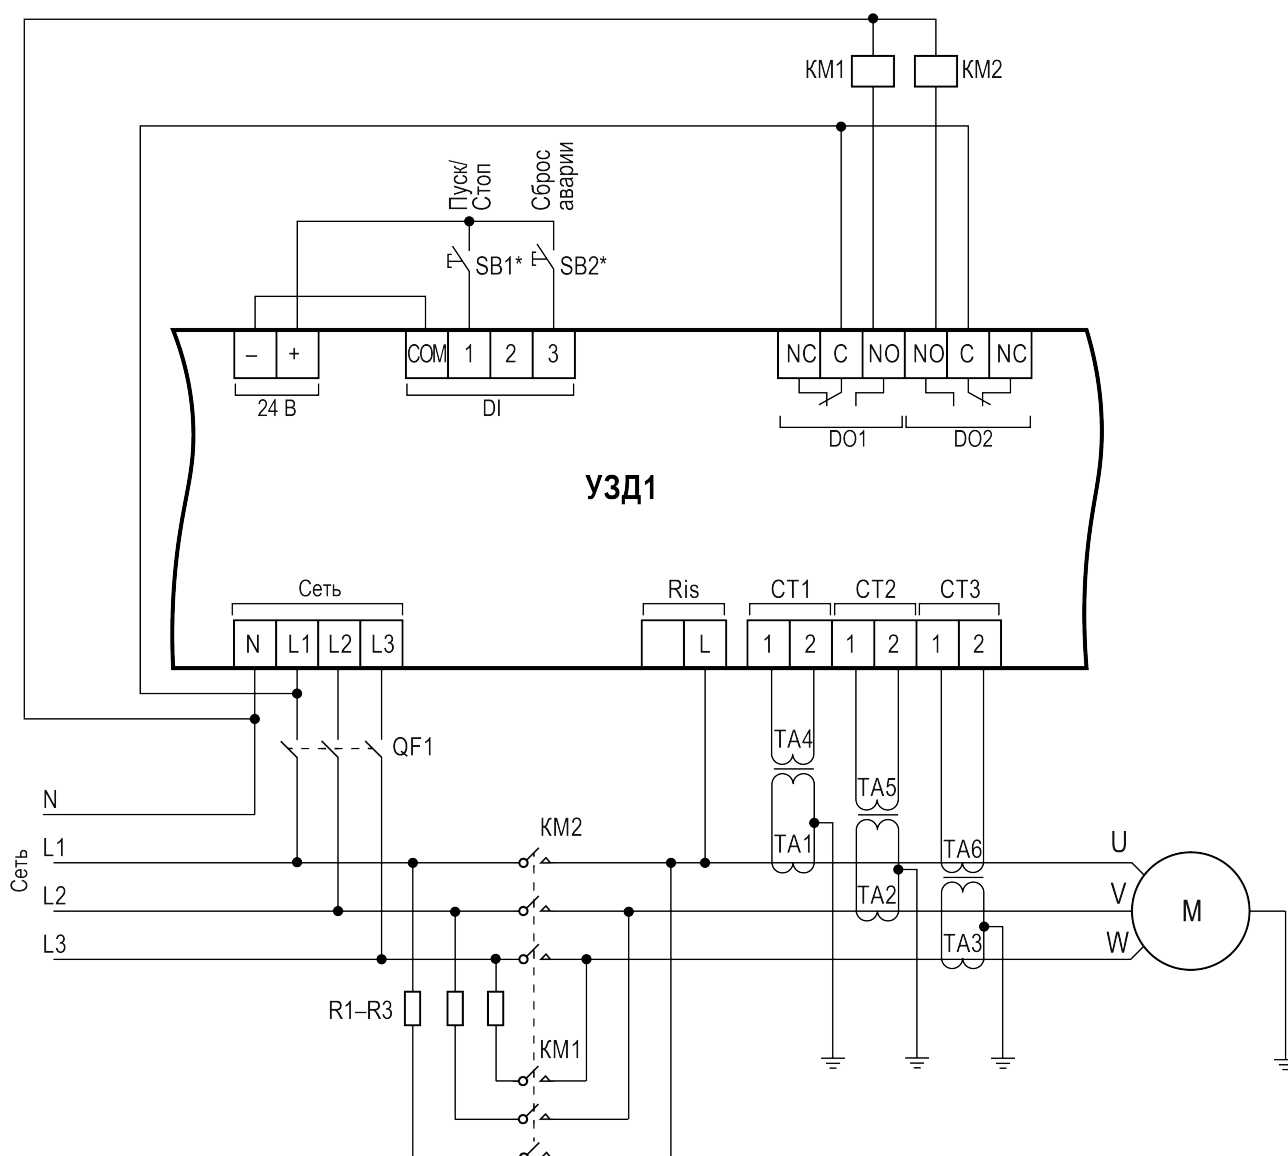 КМ1
КМ2
Пуск/
Стоп
Сброс
аварии
SB1*
SB2*
–
+
COM
1
2
3
NC
C
NO
NO
C
NC
24 В
DI
DO1
DO2
УЗД1
Сеть
Ris
CT1
CT2
CT3
N
L1
L2
L3
L
1
2
1
2
1
2
QF1
TA4
TA5
TA1
TA6
TA2
TA3
N
Сеть
L1
L2
L3
КМ2
U
V
W
M
R1–R3
КМ1